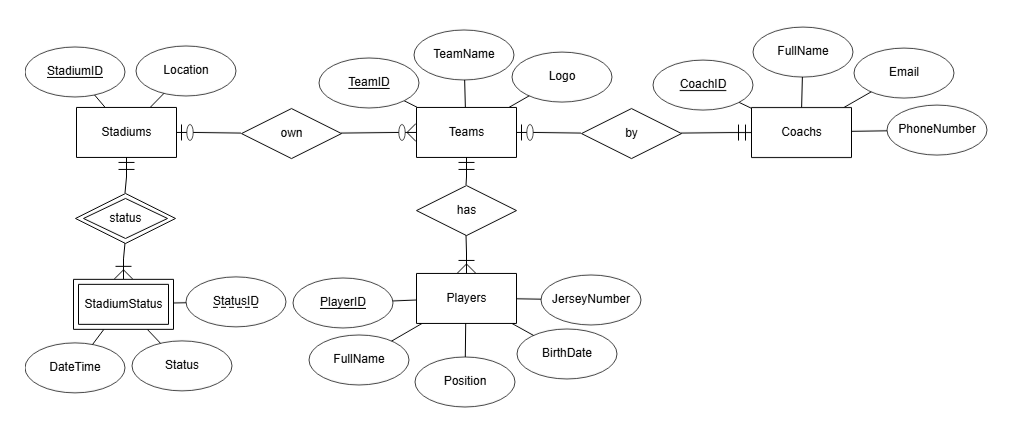 FullName
TeamName
StadiumID
Location
TeamID
Logo
CoachID
Email
Stadiums
own
Teams
by
Coachs
PhoneNumber
status
has
StadiumStatus
StatusID
PlayerID
Players
JerseyNumber
DateTime
Status
FullName
Position
BirthDate